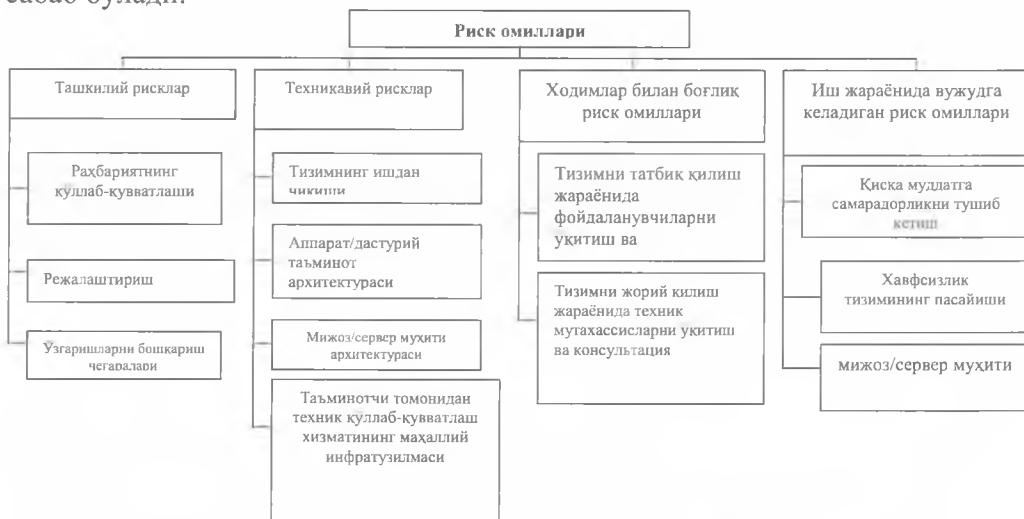 сабаб бўлади.
Риск омиллари
Ташкилий рисклар
Раҳбариятнинг
қуллаб-қувватлаши
Режалаштириш
Узгаришларни бошқариш
чегаралари
Техникавий рисклар
Тизимнинг ишдан
чиқиши
Аппарат/дастурий
таъминот
архитектураси
Мижоз/сервер муҳити
архитектураси
Таъминотчи томонидан
техник қуллаб-қувватлаш
хизматининг маҳаллий
инфратузилмаси
Ходимлар билан боғлиқ
риск омиллари
Тизимни татбиқ қилиш
жараёнида
фойдаланувчиларни
уқитиш ва
Тизимни жорий қилиш
жараёнида техник
мутахассисларни уқитиш
ва консультация
Иш жараёнида вужудга
келадиган риск омиллари
Қисқа муддатга
самарадорликни тушиб
кетиш
Хавфсизлик
тизимининг пасайиши
мижоз/сервер муҳити